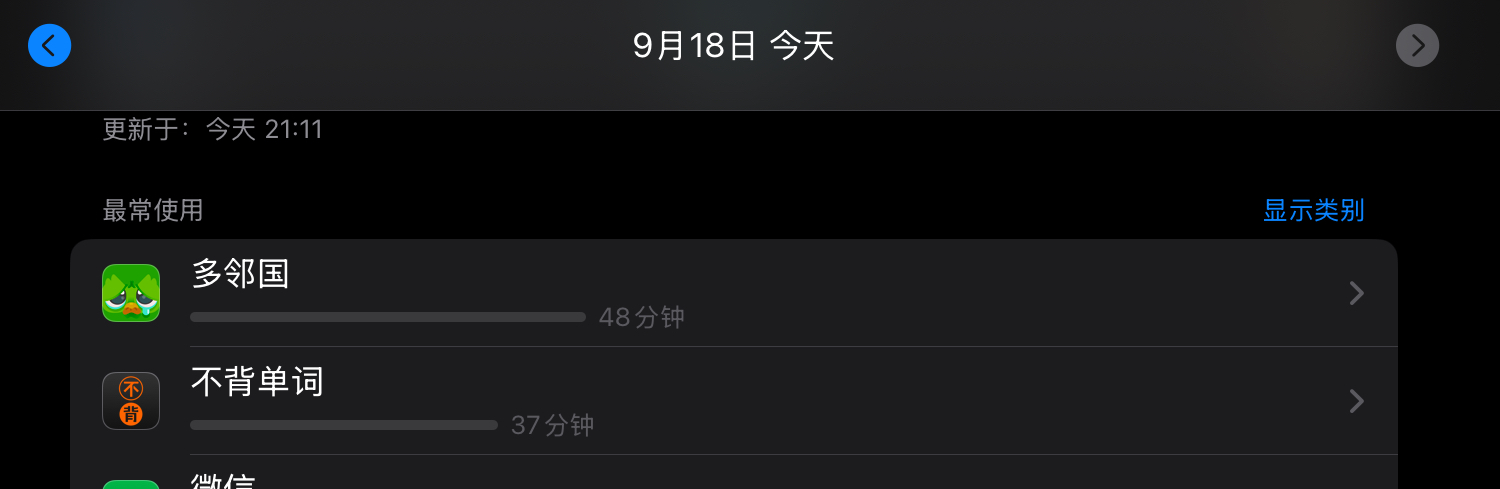 9月18日 今天
更新于：今天 21:11
最常使用
显示类别
多邻国
48分钟
不背单词
不
背
37分钟
微信